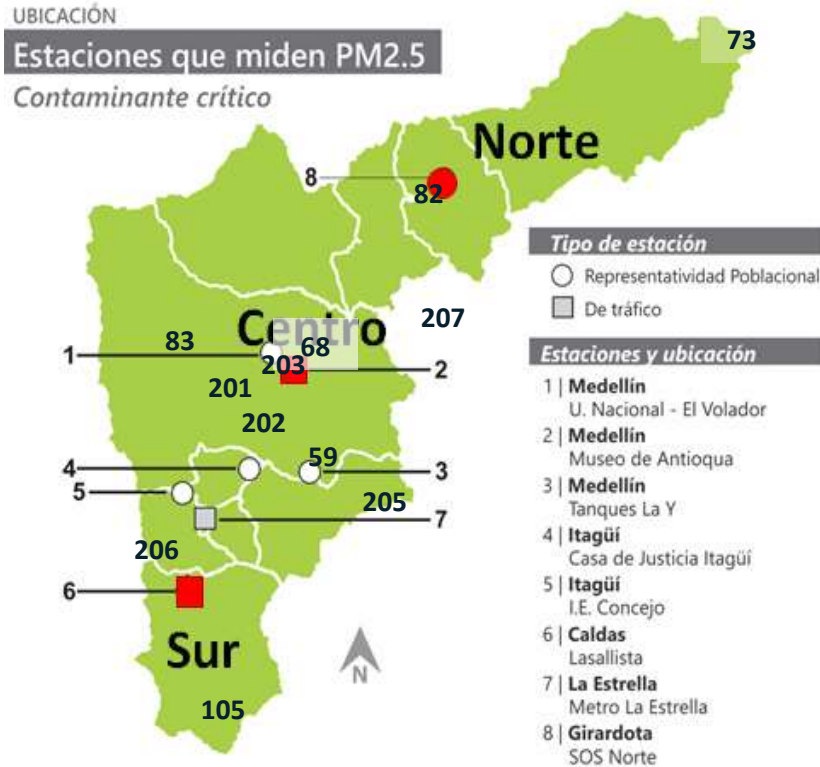 UBICACIÓN
Estaciones que miden PM2.5
Contaminante crítico
73
Norte
8
82
Tipo de estación
Representatividad Poblacional
De tráfico
207
Centro
83
68
1
203
2
201
202
Estaciones y ubicación
1 | Medellín
U. Nacional - El Volador
2 | Medellín
Museo de Antioqua
3 | Medellín
Tanques La Y
4 | Itagüí
Casa de Justicia Itagüí
5 | Itagüí
I.E. Concejo
6 | Caldas
Lasallista
7 | La Estrella
Metro La Estrella
8 | Girardota
SOS Norte
4
59
3
5
205
7
206
6
Sur
N
105